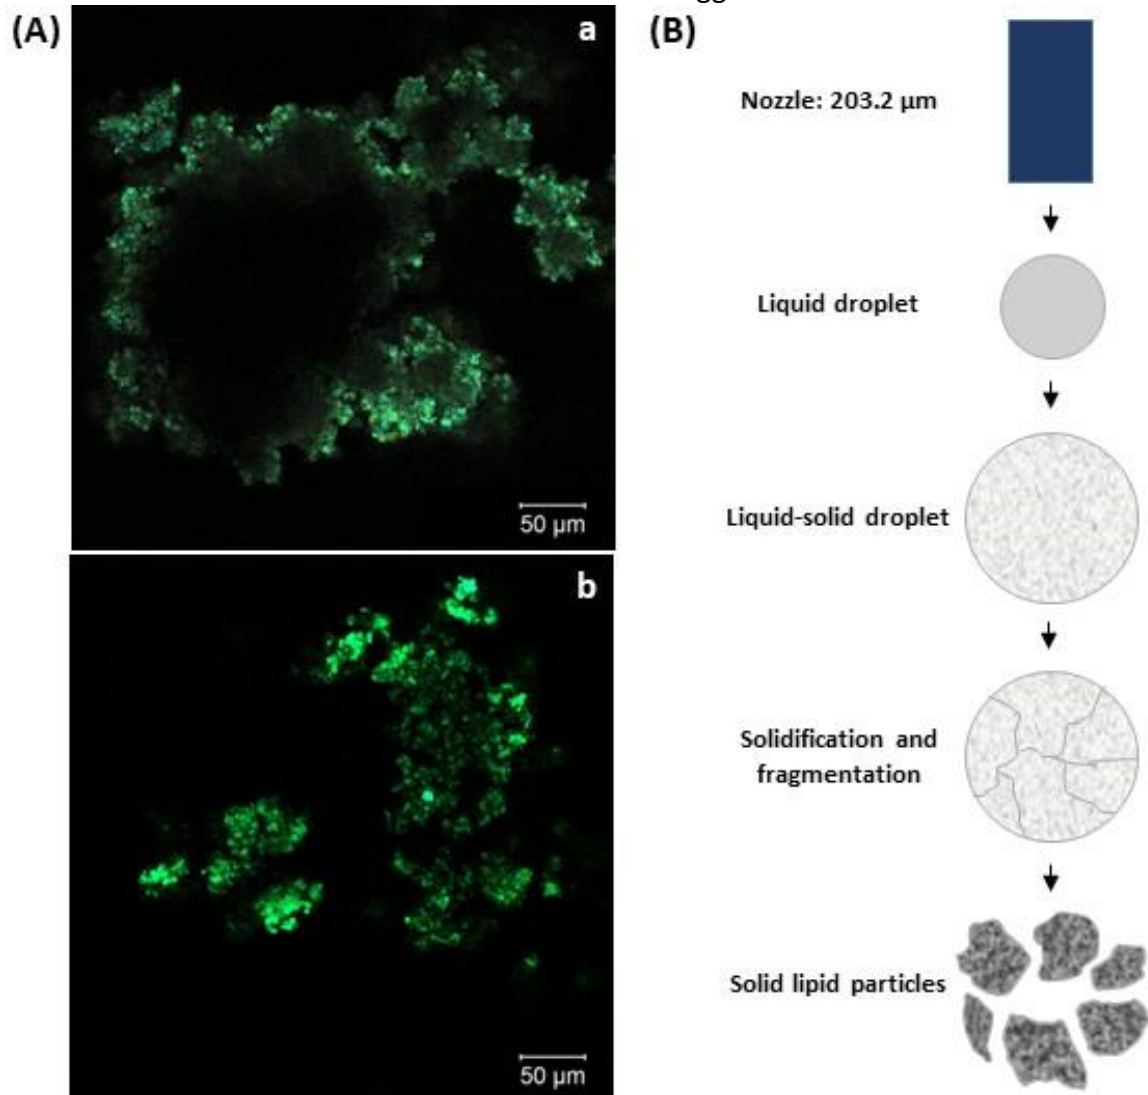 (A)
a
50 µm
b
50 µm
(B)
Nozzle: 203.2 µm
Liquid droplet
Liquid-solid droplet
Solidification and
fragmentation
Solid lipid particles